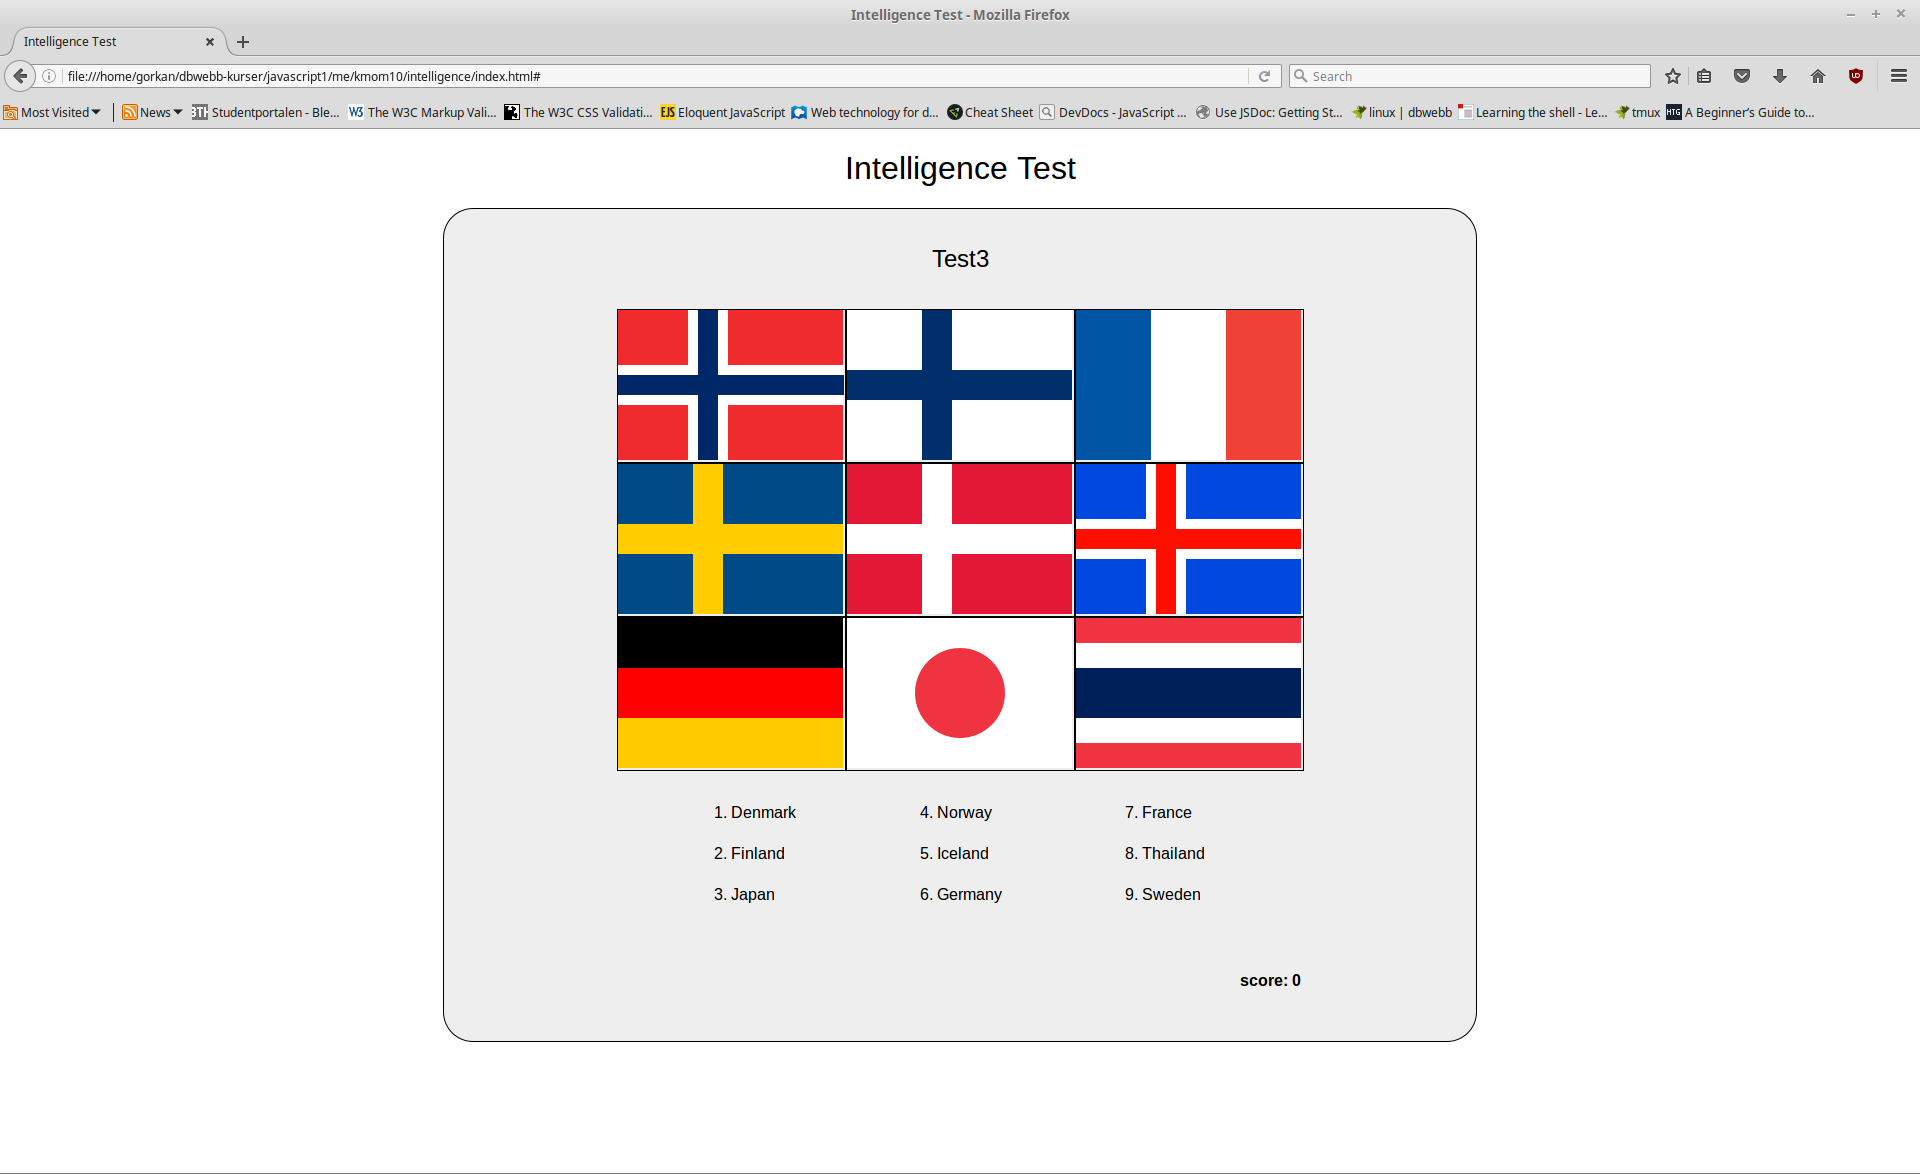 Intelligence Test - Mozilla Firefox
Intelligence Test
file:///home/gorkan/dbwebb-kurser/javascript1/me/kmom10/intelligence/index.html#
Search
Most Visited News BTH Studentportalen - Ble... W3 The W3C Markup Vali... The W3C CSS Validati... EJS Eloquent JavaScript Web technology for d... Cheat Sheet DevDocs - JavaScript ... Use JSDoc: Getting St... linux | dbwebb Learning the shell - Le... tmux HTG A Beginner's Guide to...
Intelligence Test
Test3
1. Denmark 4. Norway 7. France
2. Finland 5. Iceland 8. Thailand
3. Japan 6. Germany 9. Sweden
score: 0